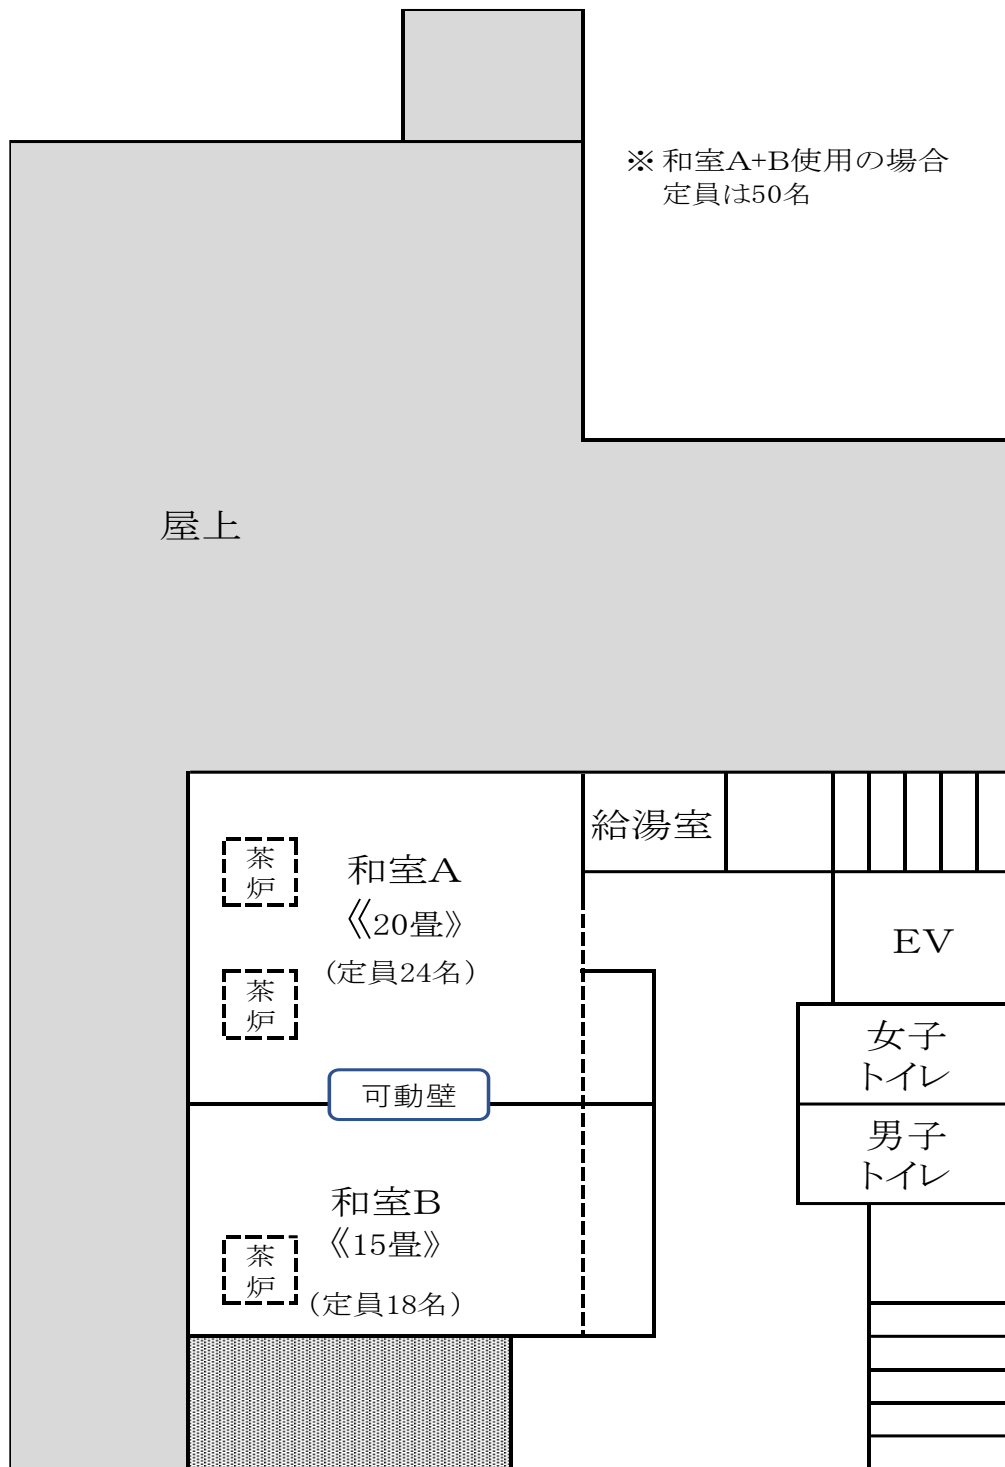 ※ 和室A+B使用の場合
定員は50名
屋上
給湯室
茶
炉
和室A
《20畳》
(定員24名)
EV
茶
炉
女子
トイレ
可動壁
男子
トイレ
和室B
《15畳》
茶
炉
(定員18名)